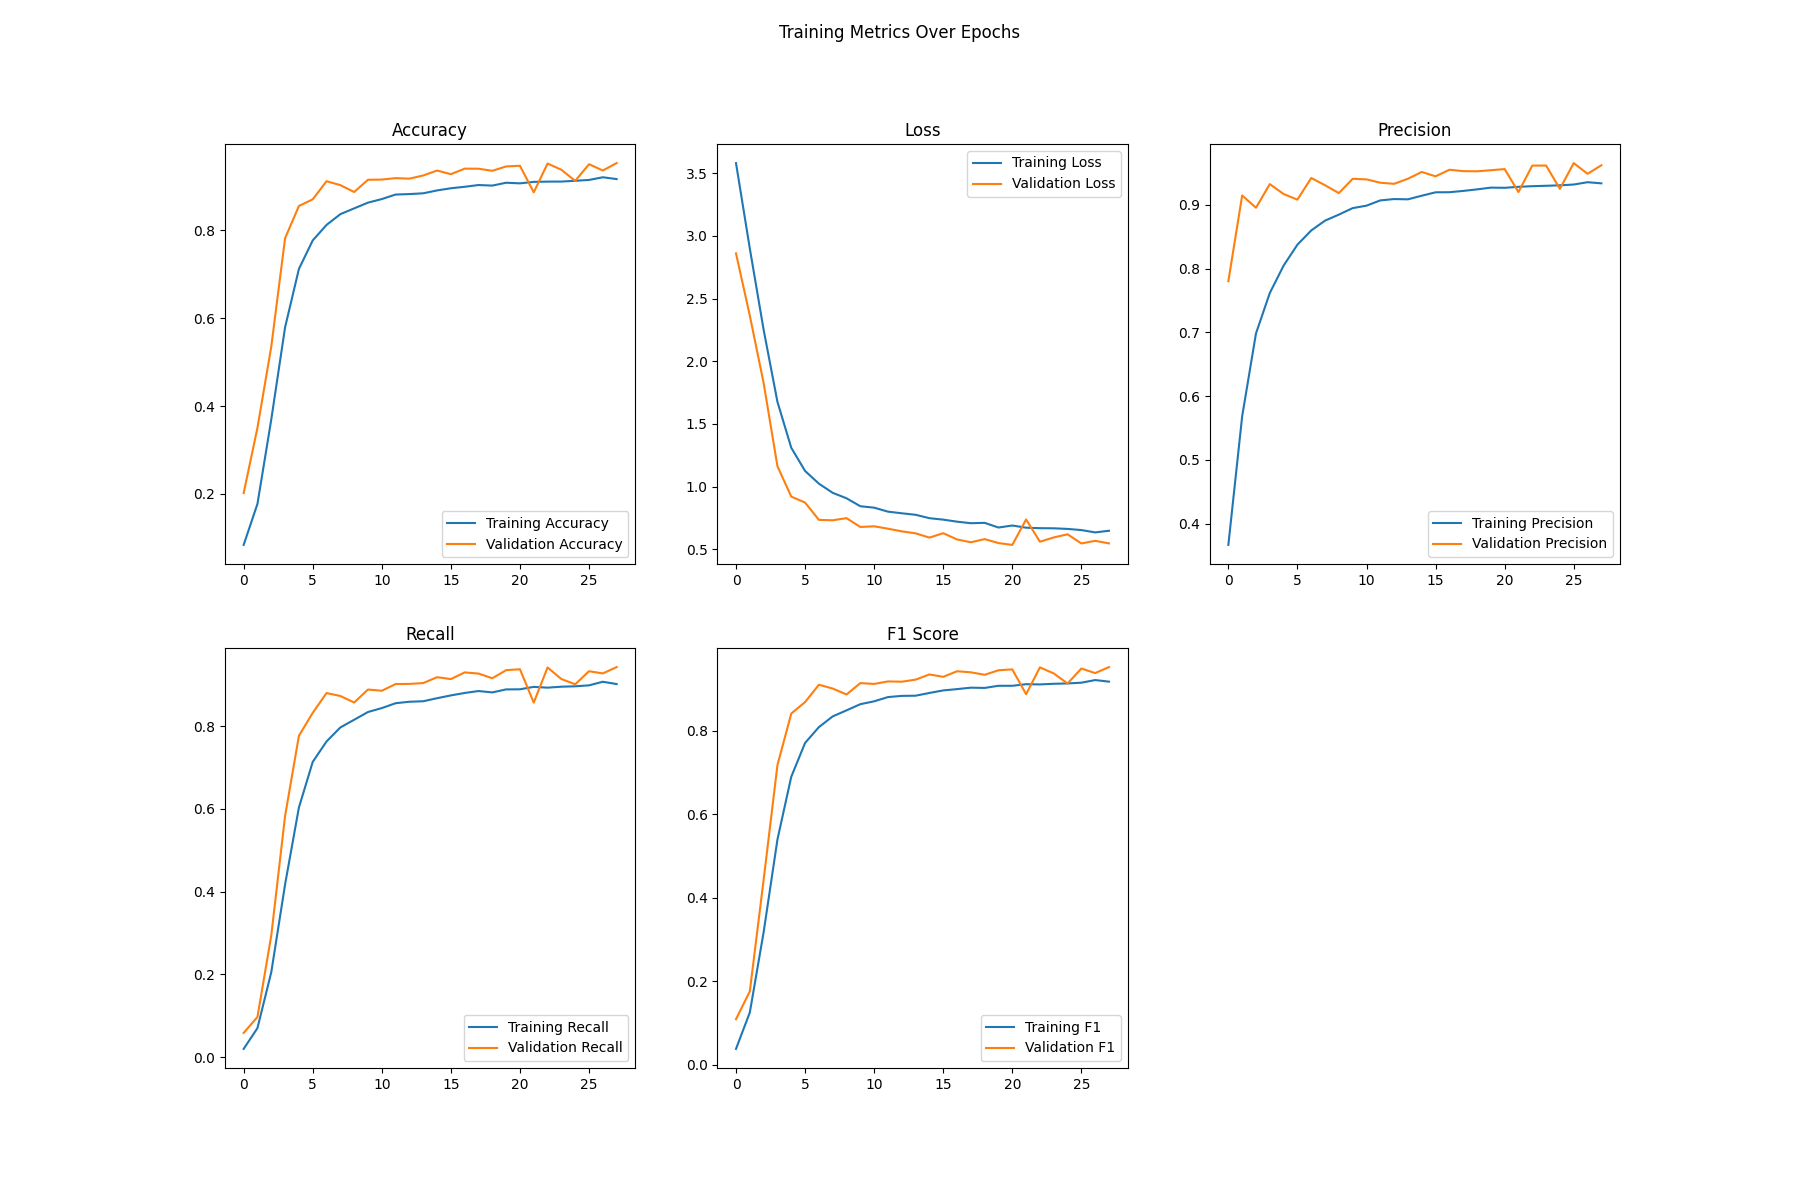 Training Metrics Over Epochs
Accuracy
0.8
0.6
0.4
0.2
0 5 10 15 20 25
Training Accuracy
Validation Accuracy
Loss
3.5
3.0
2.5
2.0
1.5
1.0
0.5
0 5 10 15 20 25
Training Loss
Validation Loss
Precision
0.9
0.8
0.7
0.6
0.5
0.4
0 5 10 15 20 25
Training Precision
Validation Precision
Recall
0.8
0.6
0.4
0.2
0.0
0 5 10 15 20 25
Training Recall
Validation Recall
F1 Score
0.8
0.6
0.4
0.2
0.0
0 5 10 15 20 25
Training F1
Validation F1